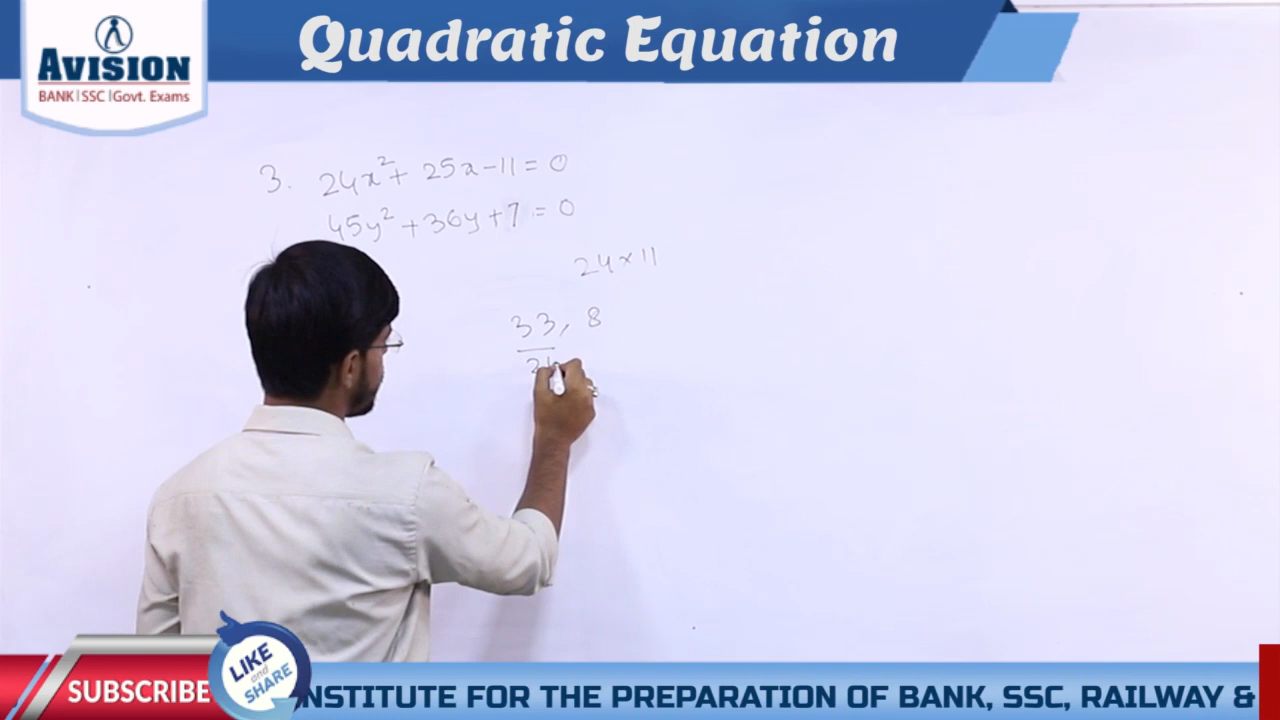 Quadratic Equation
AVISION
BANK | SSC | Govt. Exams
3. 24x² + 25x - 11 = 0
45y² + 36y + 7 = 0
24 × 11
33, 8
SUBSCRIBE
LIKE
and
SHARE
NSTITUTE FOR THE PREPARATION OF BANK, SSC, RAILWAY &